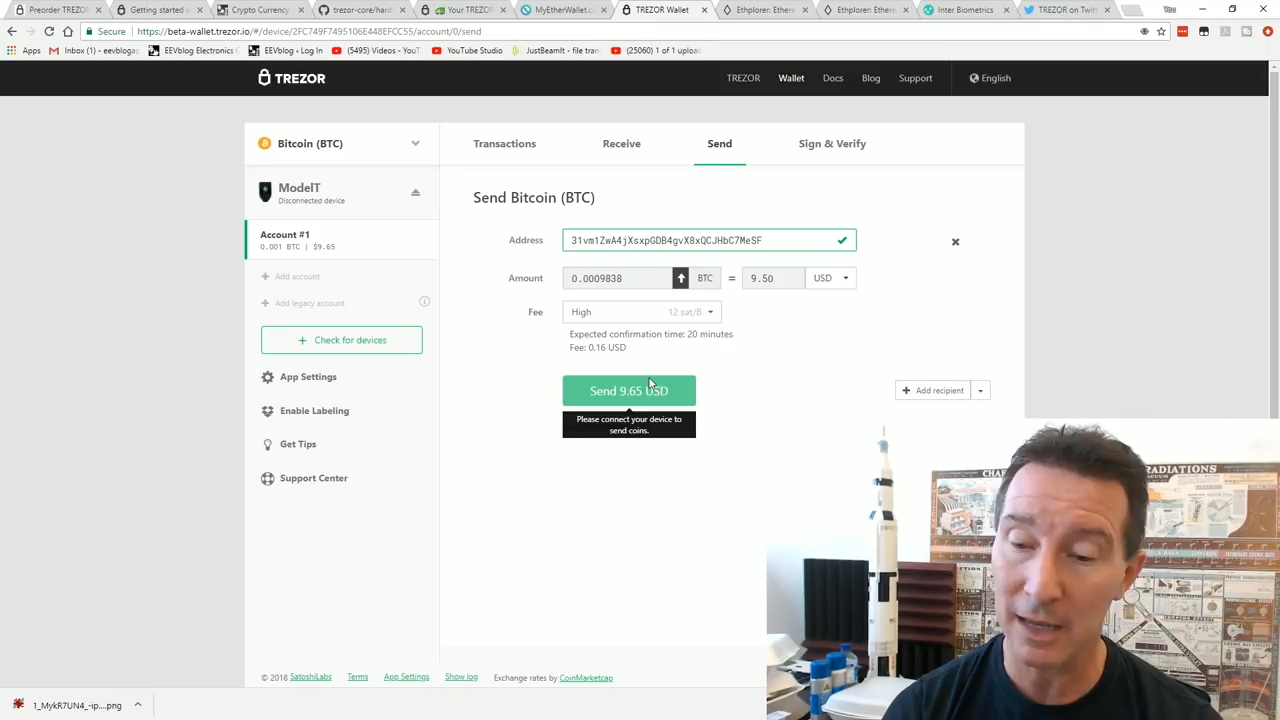 Preorder TREZOR M
Getting started w
Crypto Currency
trezor-core/hard
Your TREZOR
MyEtherWallet.c
TREZOR Wallet
Ethplorer: Ethere
Ethplorer: Ethere
Inter Biometrics
TREZOR on Twitt
You
Secure
https://beta-wallet.trezor.io/#/device/2FC749F7495106E448EFCC55/account/0/send
Apps
Inbox (1) - eevblogap
EEVblog Electronics C
EEVblog ‹ Log In
(5495) Videos - YouT
YouTube Studio
JustBeamIt - file tran
(25060) 1 of 1 upload
TREZOR
TREZOR
Wallet
Docs
Blog
Support
English
Bitcoin (BTC)
Transactions
Receive
Send
Sign & Verify
ModelT
Disconnected device
Account #1
0.001 BTC | $9.65
Add account
Add legacy account
Check for devices
App Settings
Enable Labeling
Get Tips
Support Center
Send Bitcoin (BTC)
Address
31vm1ZwA4jXsxpGDB4gvX8xQCJHbC7MeSF
Amount
0.0009838
BTC
=
9.50
USD
Fee
High
12 sat/B
Expected confirmation time: 20 minutes
Fee: 0.16 USD
Send 9.65 USD
Please connect your device to
send coins.
Add recipient
RADIATIONS
© 2018 SatoshiLabs
Terms
App Settings
Show log
Exchange rates by CoinMarketcap
1_MykR7UN4_-ip....png